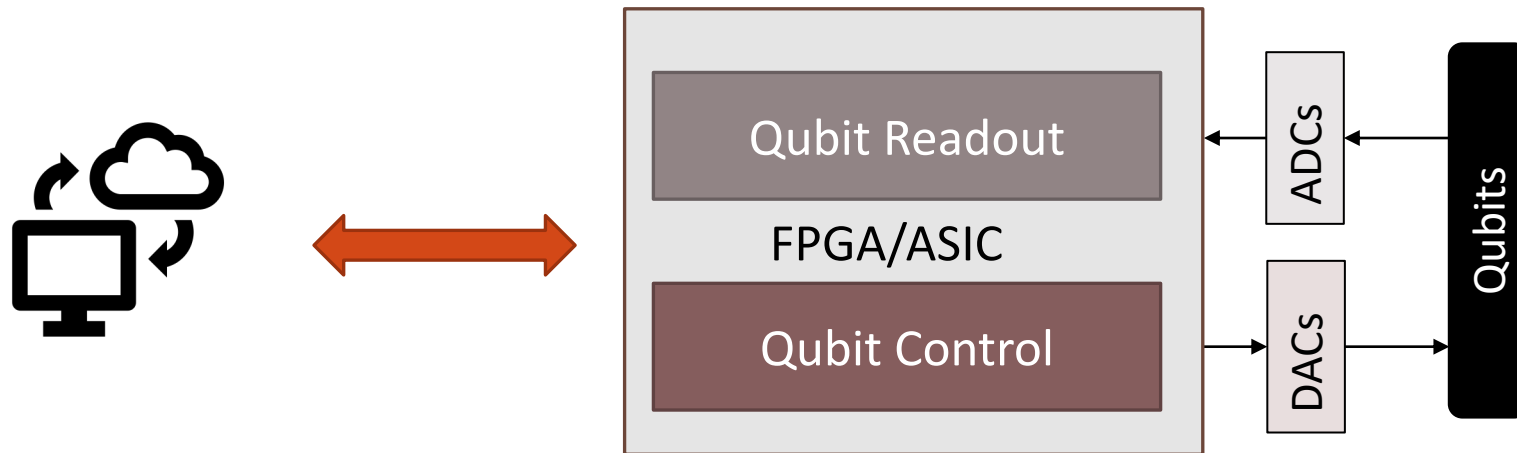 Qubit Readout
FPGA/ASIC
Qubit Control
ADCs
DACs
Qubits